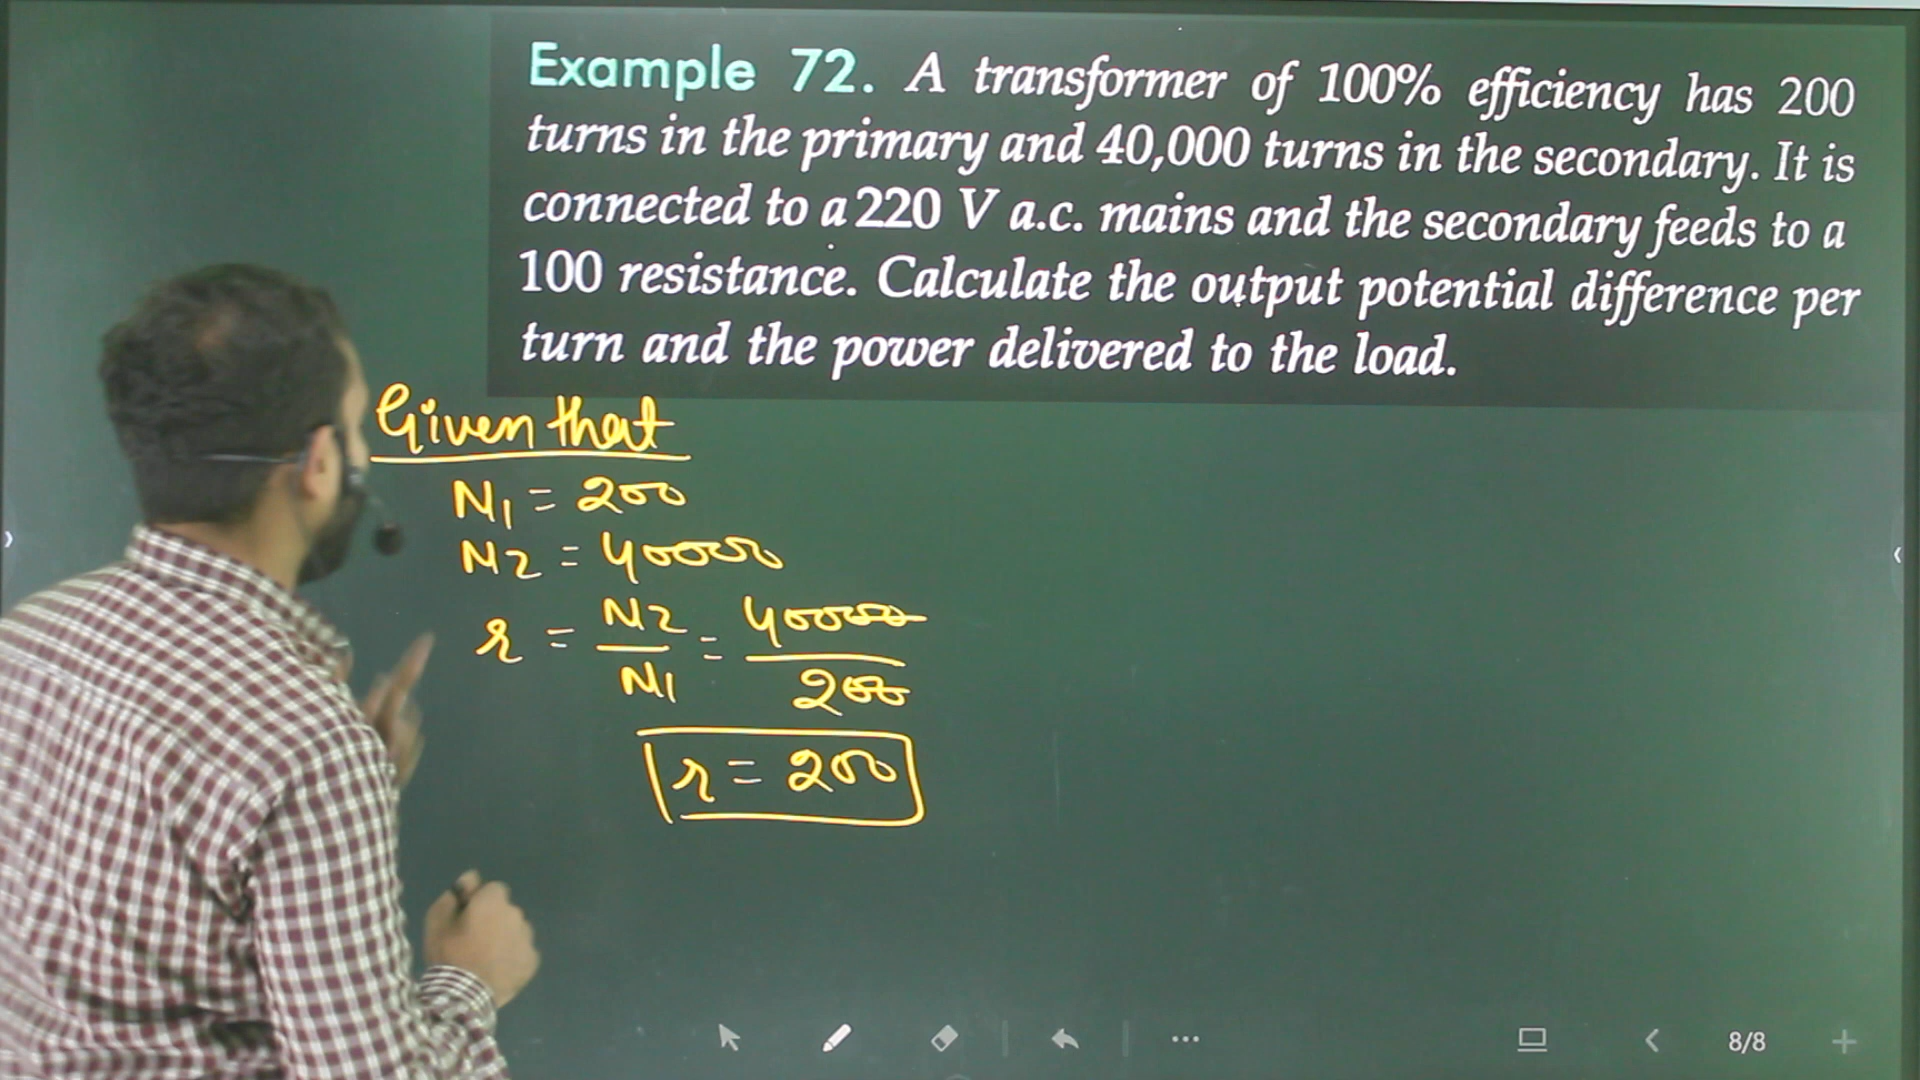 Example 72. A transformer of 100% efficiency has 200
turns in the primary and 40,000 turns in the secondary. It is
connected to a 220 V a.c. mains and the secondary feeds to a
100 resistance. Calculate the output potential difference per
turn and the power delivered to the load.
Given that
N1 = 200
N2 = 40000
r = N2/N1 = 40000/200
r = 200
8/8